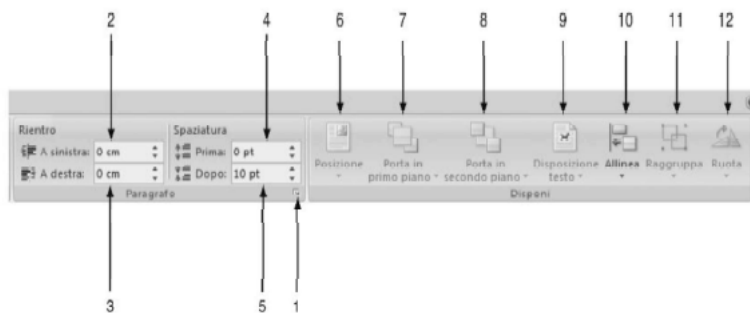 2 4 6 7 8 9 10 11 12
Rientro Spaziatura
A sinistra: 0 cm Prima: 0 pt
A destra: 0 cm Dopo: 10 pt
Posizione Porta in primo piano Porta in secondo piano Disposizione testo Allinea Raggruppa Ruota
Paragrafo Disponi
3 5 1